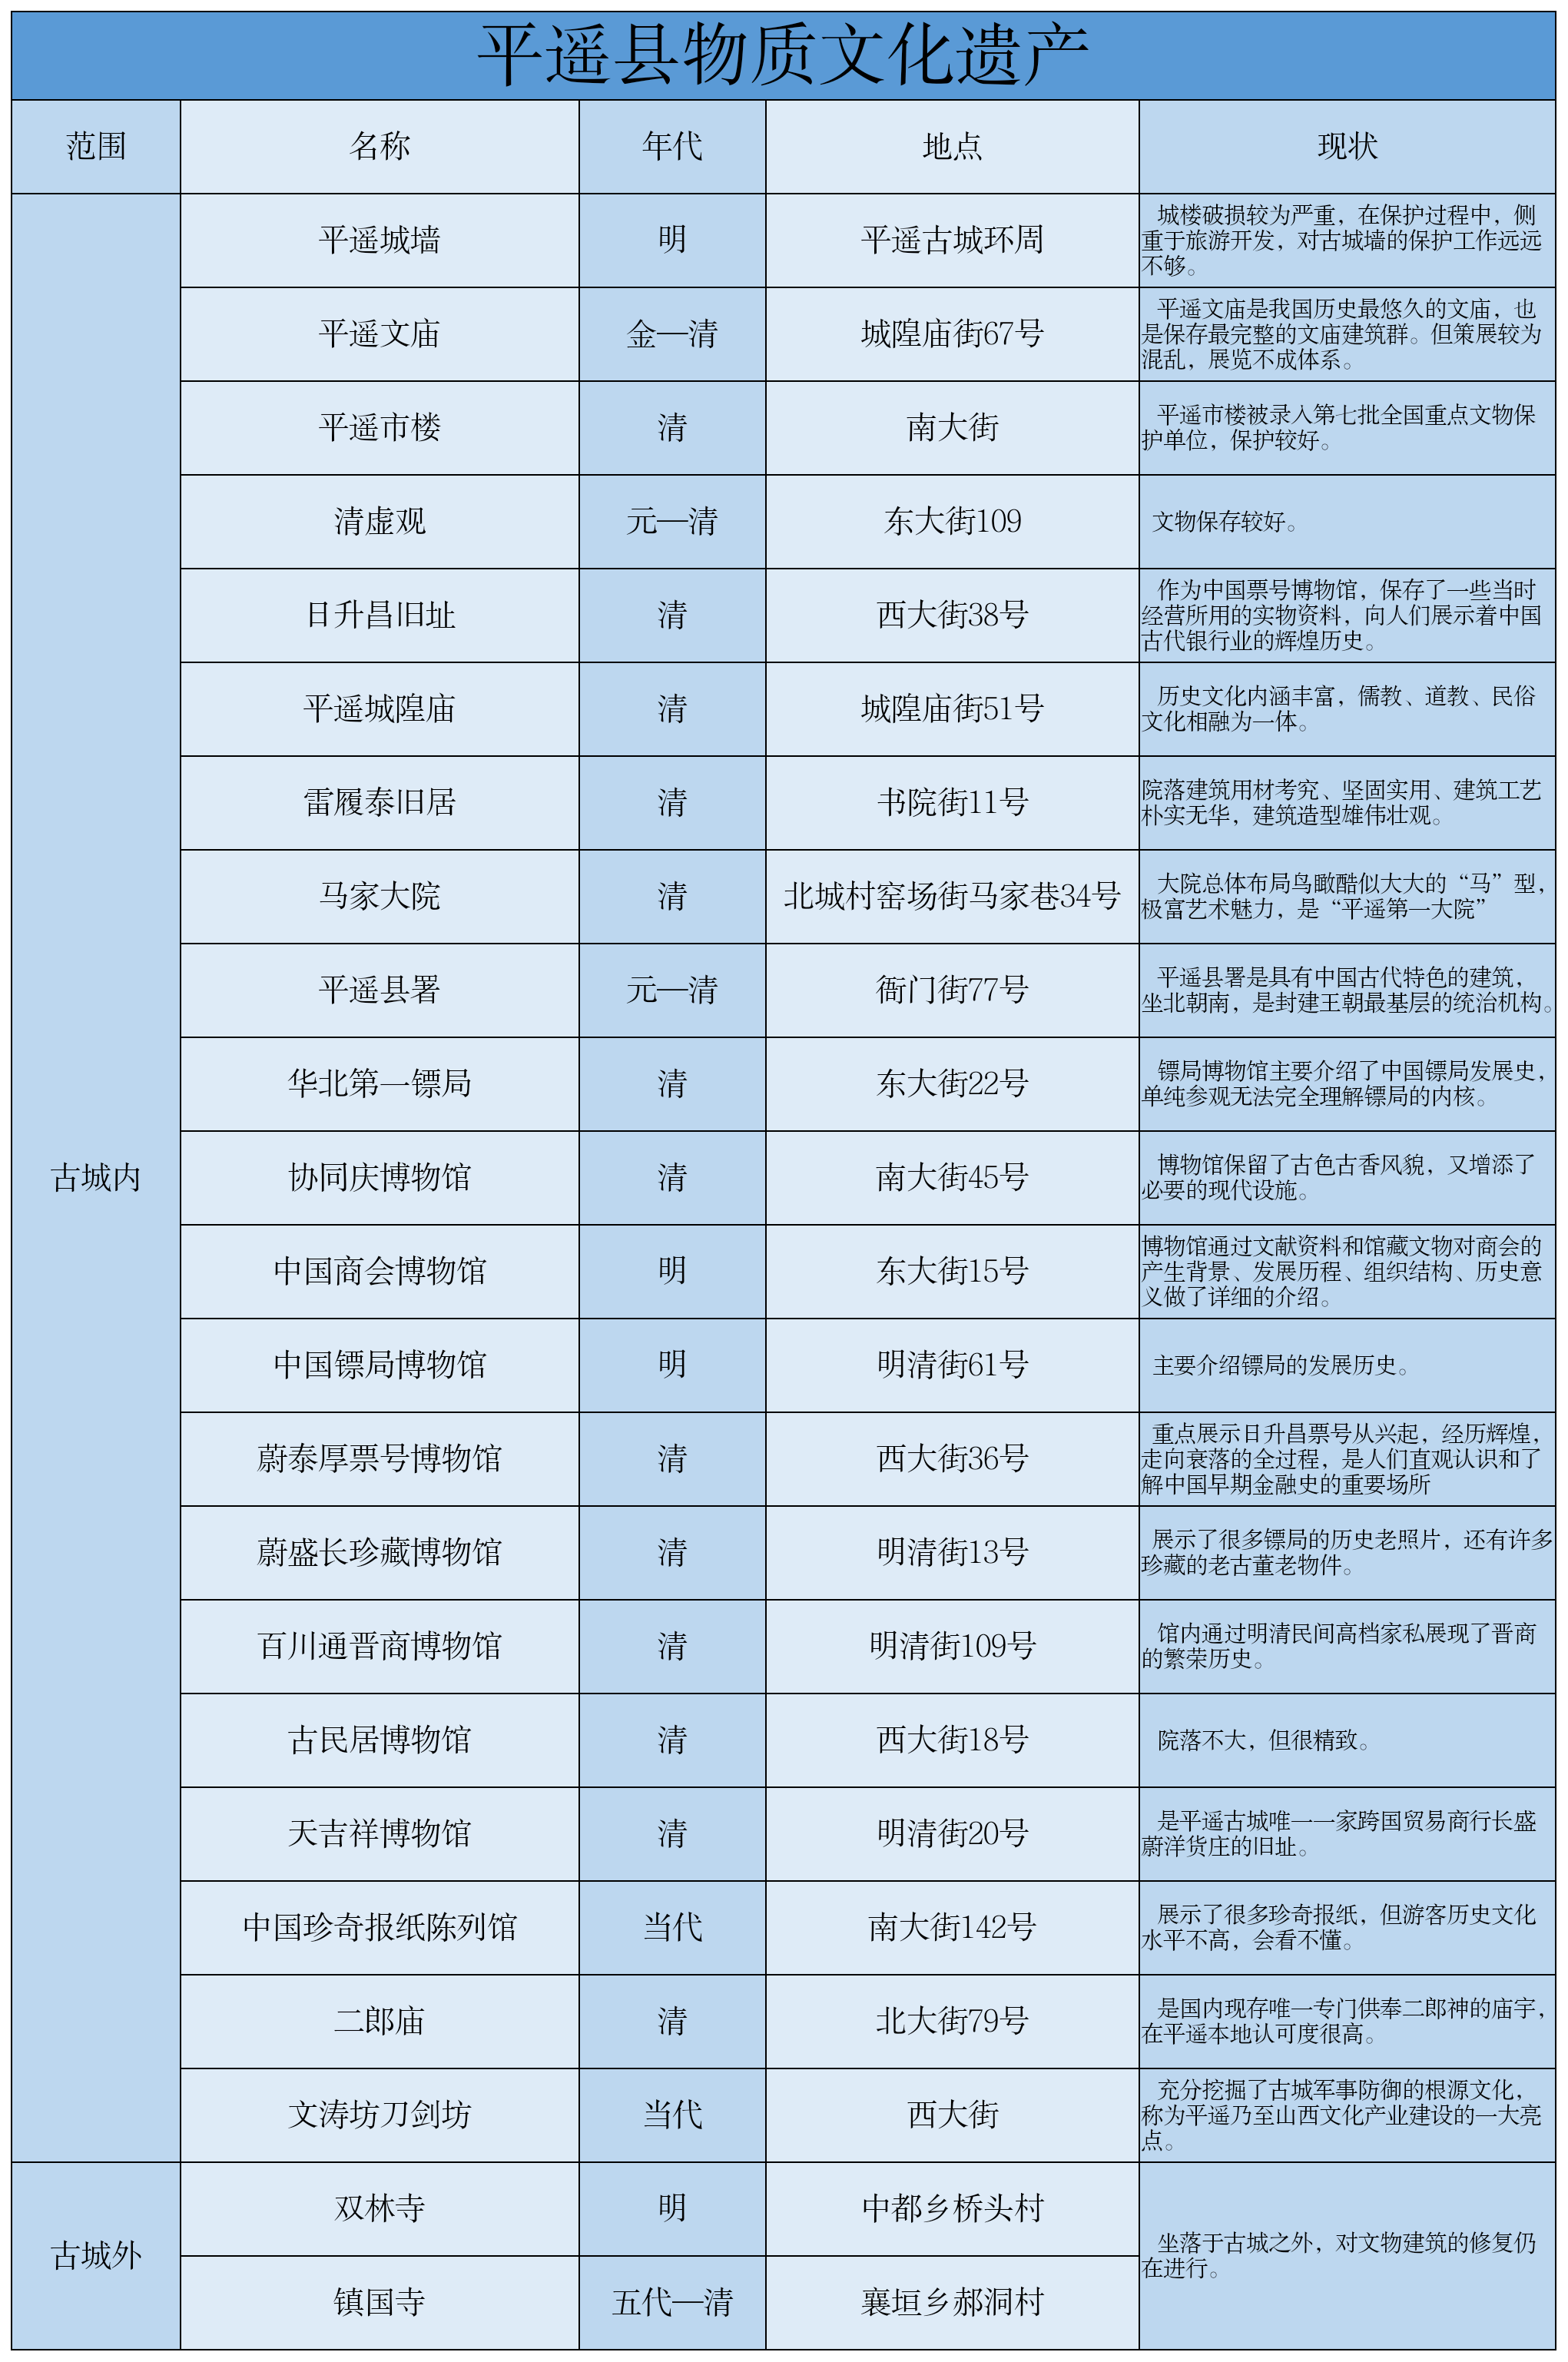 平遥县物质文化遗产
范围
名称
年代
地点
现状
古城内
平遥城墙
明
平遥古城环周
城楼破损较为严重，在保护过程中，侧
重于旅游开发，对古城墙的保护工作远远
不够。
平遥文庙
金—清
城隍庙街67号
平遥文庙是我国历史最悠久的文庙，也
是保存最完整的文庙建筑群。但策展较为
混乱，展览不成体系。
平遥市楼
清
南大街
平遥市楼被录入第七批全国重点文物保
护单位，保护较好。
清虚观
元—清
东大街109
文物保存较好。
日升昌旧址
清
西大街38号
作为中国票号博物馆，保存了一些当时
经营所用的实物资料，向人们展示着中国
古代银行业的辉煌历史。
平遥城隍庙
清
城隍庙街51号
历史文化内涵丰富，儒教、道教、民俗
文化相融为一体。
雷履泰旧居
清
书院街11号
院落建筑用材考究、坚固实用、建筑工艺
朴实无华，建筑造型雄伟壮观。
马家大院
清
北城村窑场街马家巷34号
大院总体布局鸟瞰酷似大大的“马”型，
极富艺术魅力，是“平遥第一大院”
平遥县署
元—清
衙门街77号
平遥县署是具有中国古代特色的建筑，
坐北朝南，是封建王朝最基层的统治机构。
华北第一镖局
清
东大街22号
镖局博物馆主要介绍了中国镖局发展史，
单纯参观无法完全理解镖局的内核。
协同庆博物馆
清
南大街45号
博物馆保留了古色古香风貌，又增添了
必要的现代设施。
中国商会博物馆
明
东大街15号
博物馆通过文献资料和馆藏文物对商会的
产生背景、发展历程、组织结构、历史意
义做了详细的介绍。
中国镖局博物馆
明
明清街61号
主要介绍镖局的发展历史。
蔚泰厚票号博物馆
清
西大街36号
重点展示日升昌票号从兴起，经历辉煌，
走向衰落的全过程，是人们直观认识和了
解中国早期金融史的重要场所
蔚盛长珍藏博物馆
清
明清街13号
展示了很多镖局的历史老照片，还有许多
珍藏的老古董老物件。
百川通晋商博物馆
清
明清街109号
馆内通过明清民间高档家私展现了晋商
的繁荣历史。
古民居博物馆
清
西大街18号
院落不大，但很精致。
天吉祥博物馆
清
明清街20号
是平遥古城唯一一家跨国贸易商行长盛
蔚洋货庄的旧址。
中国珍奇报纸陈列馆
当代
南大街142号
展示了很多珍奇报纸，但游客历史文化
水平不高，会看不懂。
二郎庙
清
北大街79号
是国内现存唯一专门供奉二郎神的庙宇，
在平遥本地认可度很高。
文涛坊刀剑坊
当代
西大街
充分挖掘了古城军事防御的根源文化，
称为平遥乃至山西文化产业建设的一大亮
点。
古城外
双林寺
明
中都乡桥头村
坐落于古城之外，对文物建筑的修复仍
在进行。
镇国寺
五代—清
襄垣乡郝洞村